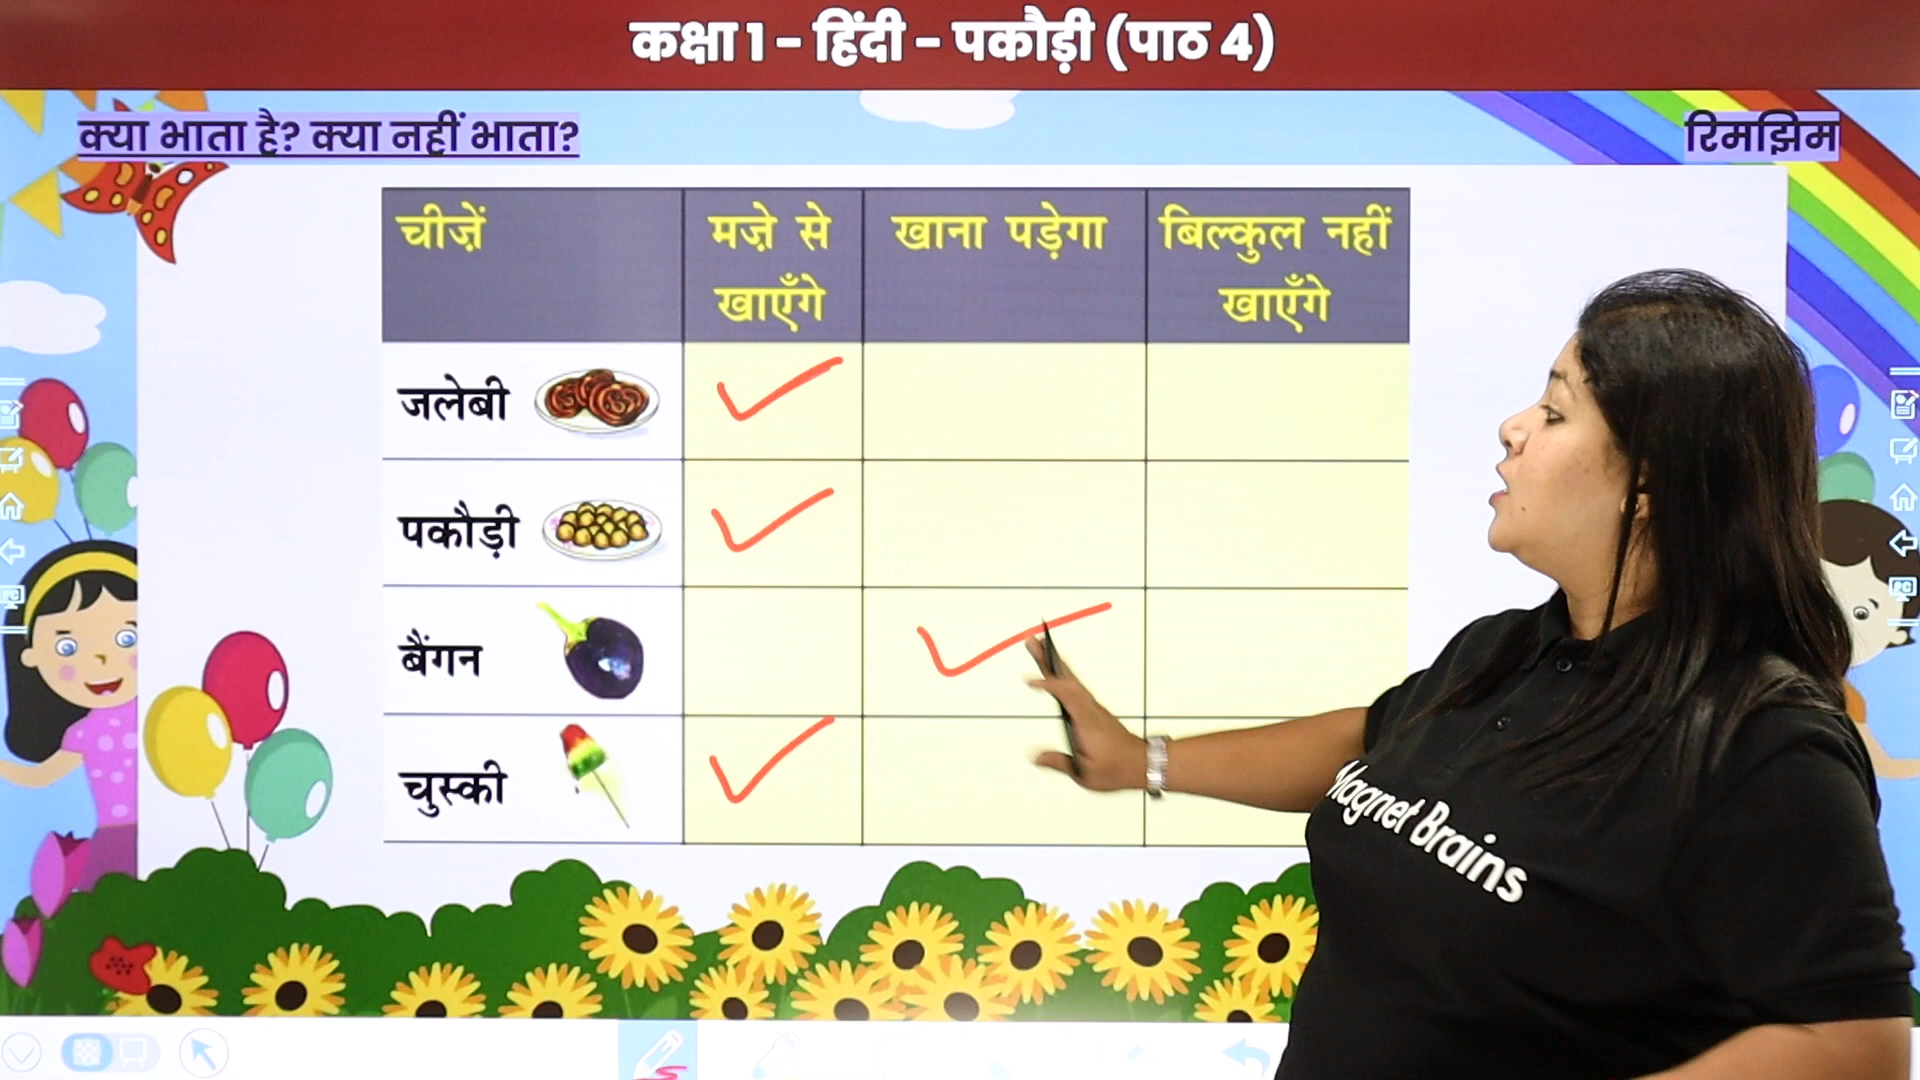 कक्षा 1 - हिंदी - पकौड़ी (पाठ 4)
क्या भाता है? क्या नहीं भाता?
रिमझिम
चीज़ें मज़े से खाएँगे खाना पड़ेगा बिल्कुल नहीं खाएँगे
जलेबी
पकौड़ी
बैंगन
चुस्की
Magnet Brains